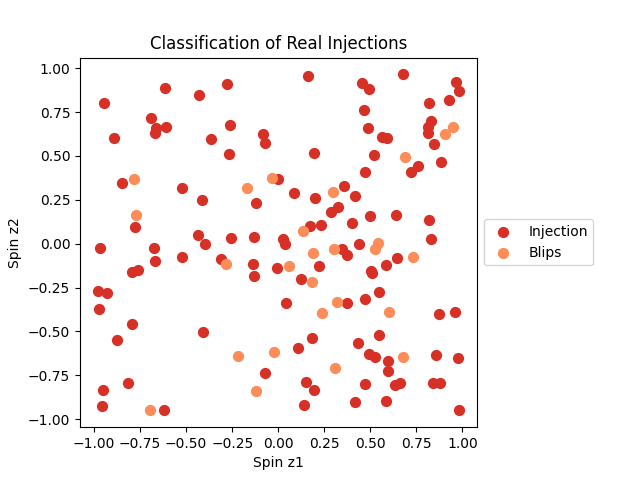 Classification of Real Injections
1.00
0.75
0.50
0.25
0.00
−0.25
−0.50
−0.75
−1.00
Spin z2
Injection
Blips
−1.00 −0.75 −0.50 −0.25 0.00 0.25 0.50 0.75 1.00
Spin z1